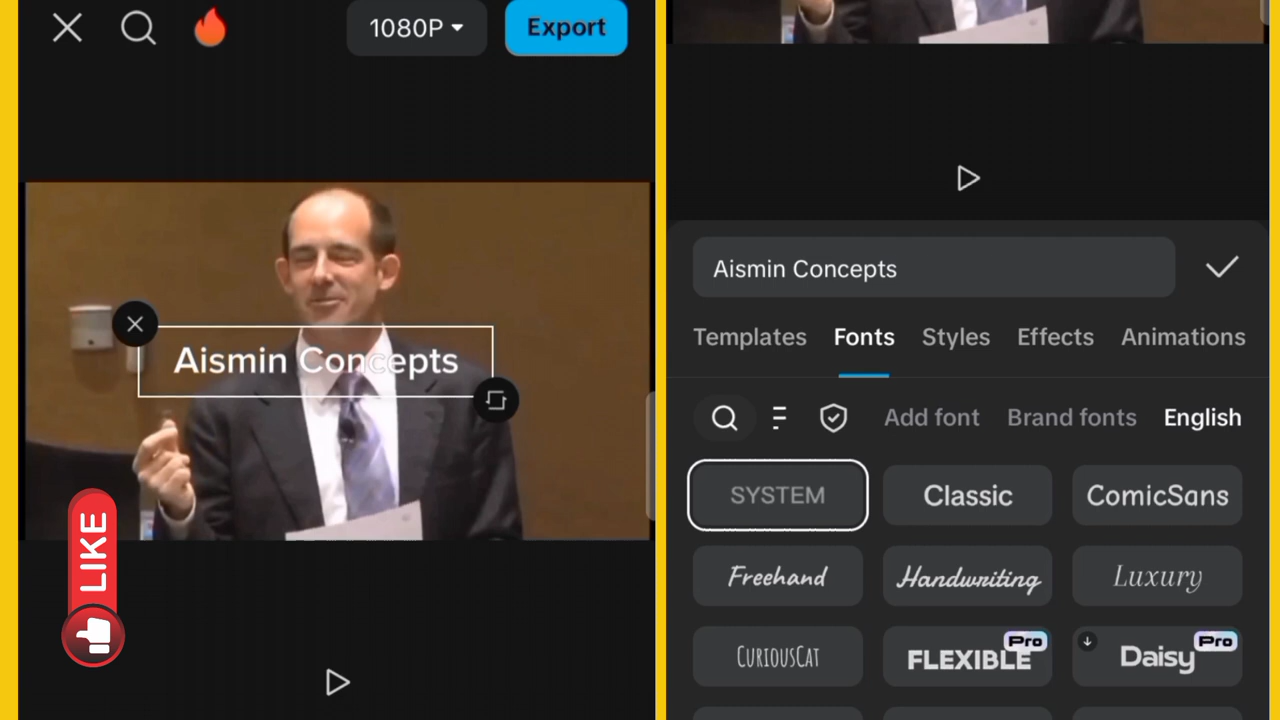 1080P
Export
Aismin Concepts
LIKE
Aismin Concepts
Templates Fonts Styles Effects Animations
Add font Brand fonts English
SYSTEM Classic ComicSans
Freehand Handwriting Luxury
CURIOUSCAT FLEXIBLE Pro Daisy Pro